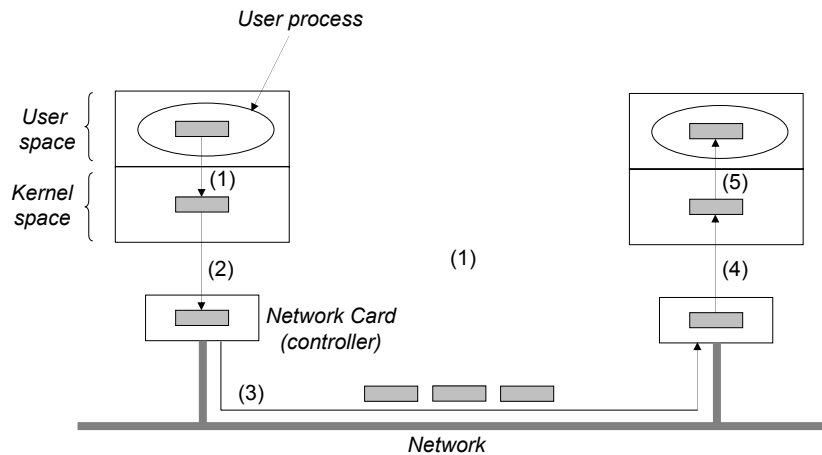 User process
User
space
(1)
(5)
Kernel
space
(2)
(1)
(4)
Network Card
(controller)
(3)
Network